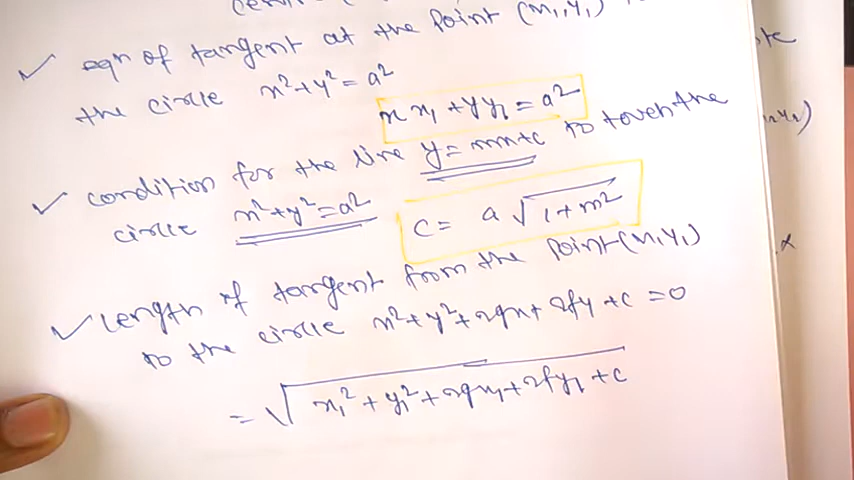 ✓ eqn of tangent at the point (x₁,y₁)
the circle x²+y²=a²
xx₁+yy₁=a²
✓ condition for the line y=mx+c to touch the
circle x²+y²=a² c= a√1+m²
✓ Length of tangent from the point(x₁,y₁)
to the circle x²+y²+2gx+2fy+c=0
= √x₁²+y₁²+2gx₁+2fy₁+c